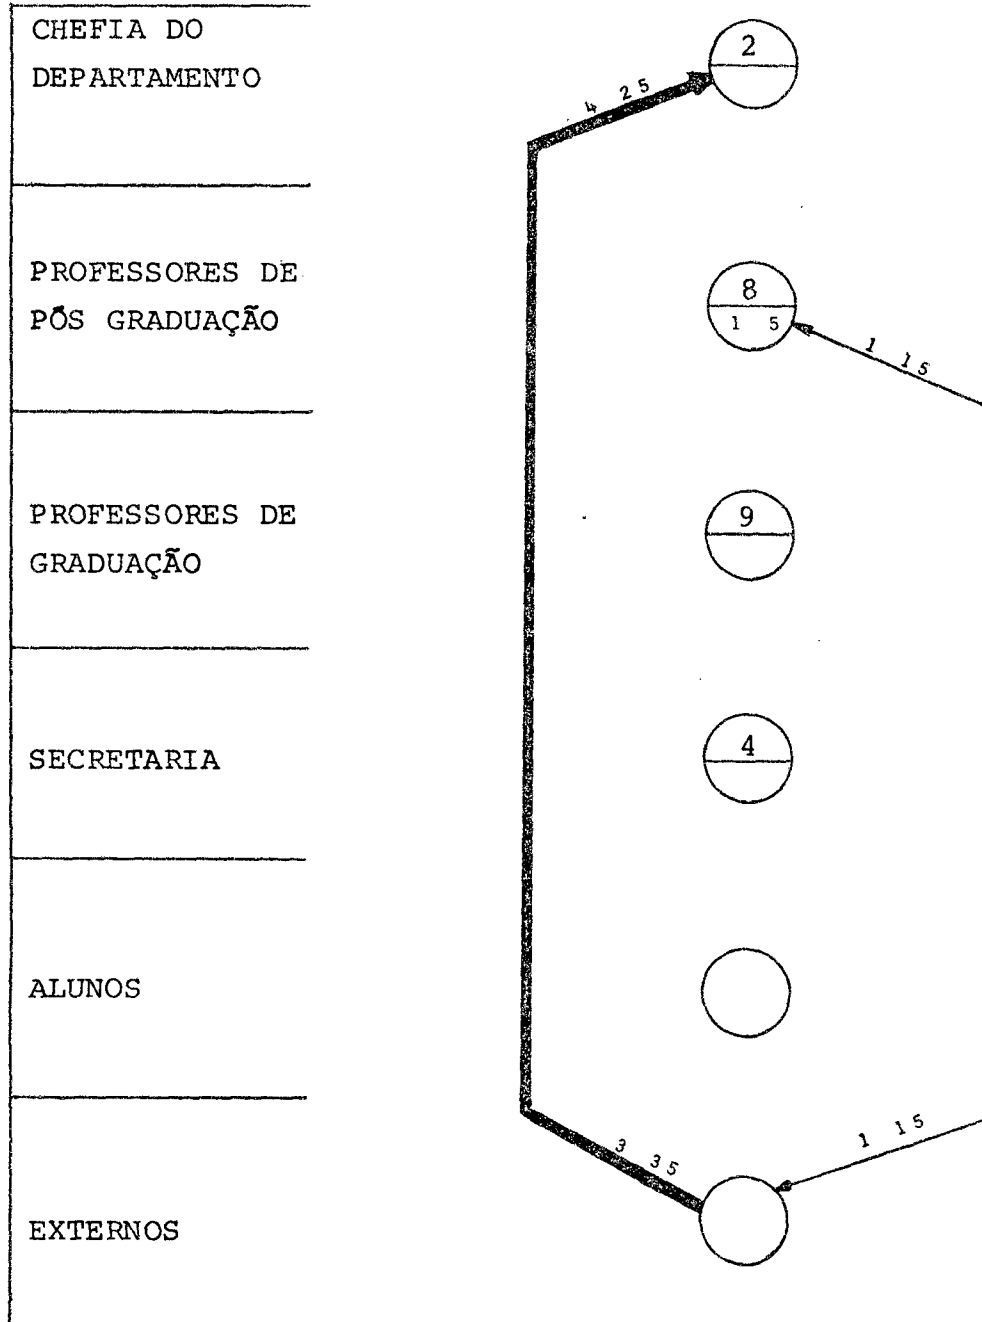 CHEFIA DO
DEPARTAMENTO
2
4 25
PROFESSORES DE
PÓS GRADUAÇÃO
8
1 5
1 15
PROFESSORES DE
GRADUAÇÃO
9
SECRETARIA
4
ALUNOS
1 15
3 35
EXTERNOS